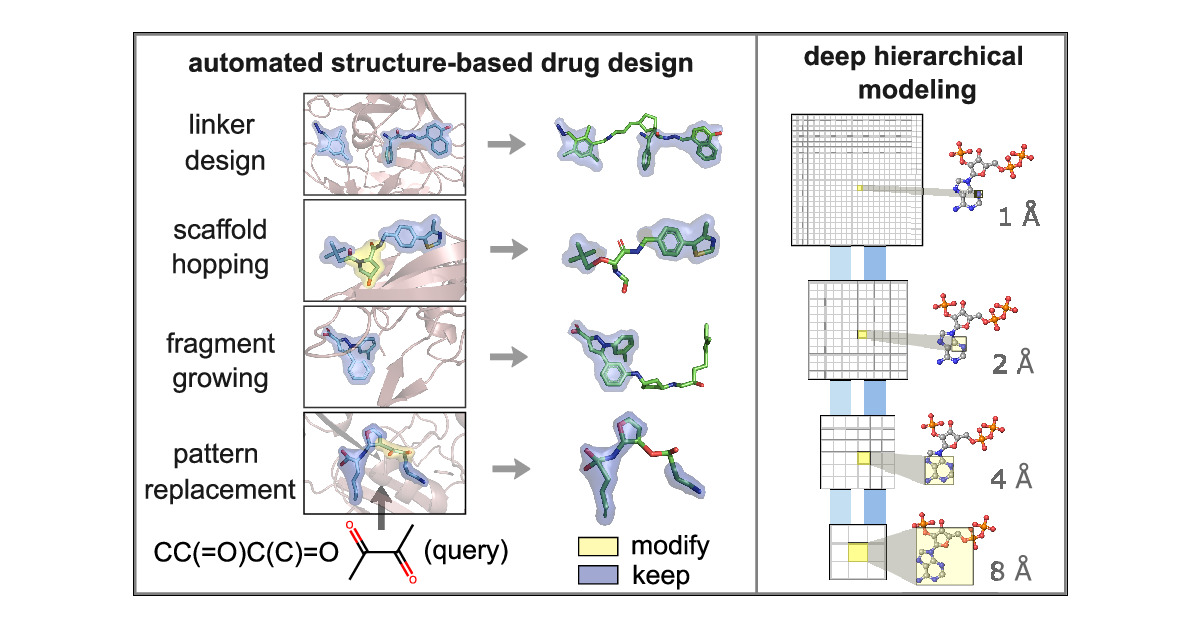 automated structure-based drug design
linker
design
scaffold
hopping
fragment
growing
pattern
replacement
CC(=O)C(C)=O
O
O
(query)
modify
keep
deep hierarchical
modeling
1 Å
2 Å
4 Å
8 Å